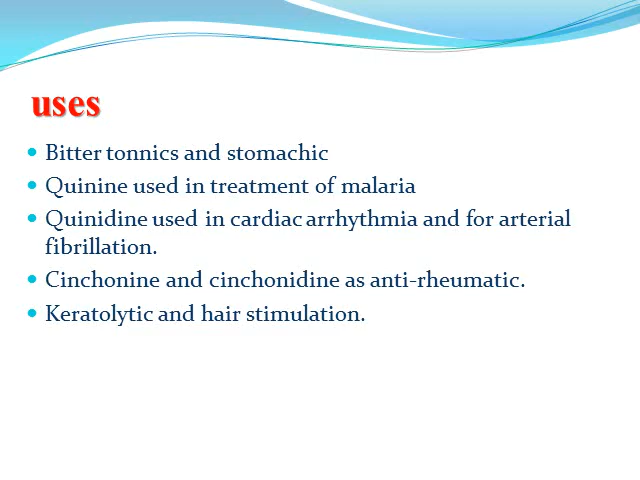 uses
Bitter tonnics and stomachic
Quinine used in treatment of malaria
Quinidine used in cardiac arrhythmia and for arterial
fibrillation.
Cinchonine and cinchonidine as anti-rheumatic.
Keratolytic and hair stimulation.